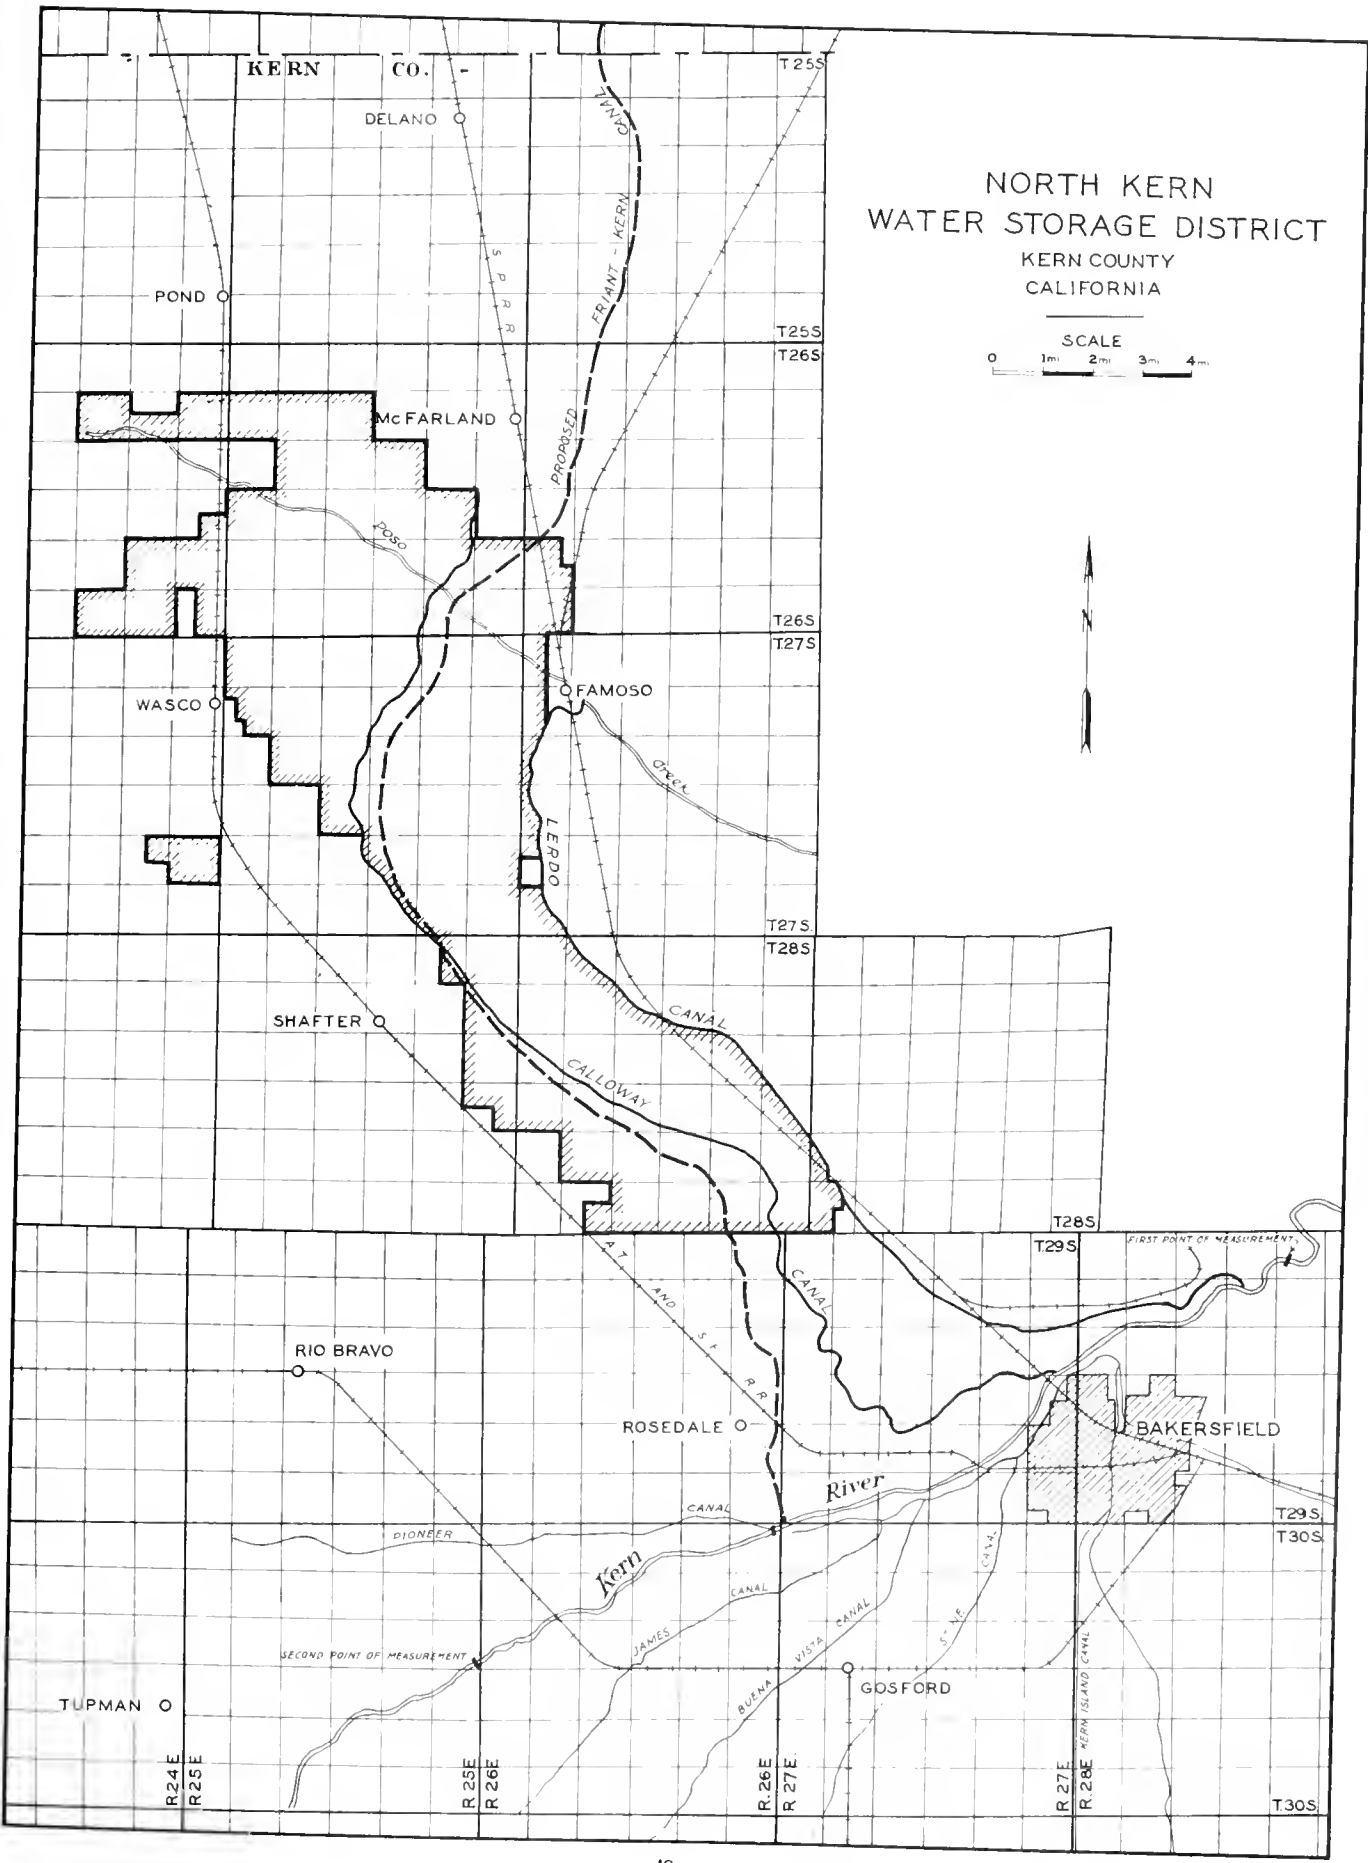 KERN CO.
T 25S
DELANO
CANAL
FRIANT - KERN
PROPOSED
S P R R
NORTH KERN
WATER STORAGE DISTRICT
KERN COUNTY
CALIFORNIA
SCALE
0 1mi 2mi 3mi 4mi
POND
T25S
T26S
McFARLAND
POSO
N
T26S
T27S
WASCO
FAMOSO
Creek
LERDO
T27S.
T28S
SHAFTER
CANAL
CALLOWAY
T28S
T29S
FIRST POINT OF MEASUREMENT
A T AND S F R R
CANAL
RIO BRAVO
ROSEDALE
BAKERSFIELD
River
CANAL
PIONEER
T29S
T30S
Kern
CANAL
CANAL
JAMES
CANAL
VISTA
SECOND POINT OF MEASUREMENT
BUENA
GOSFORD
TUPMAN
KERN ISLAND CANAL
R.24E
R25E
R.25E
R 26E
R.26E
R 27E.
R 27E
R.28E
T.30S